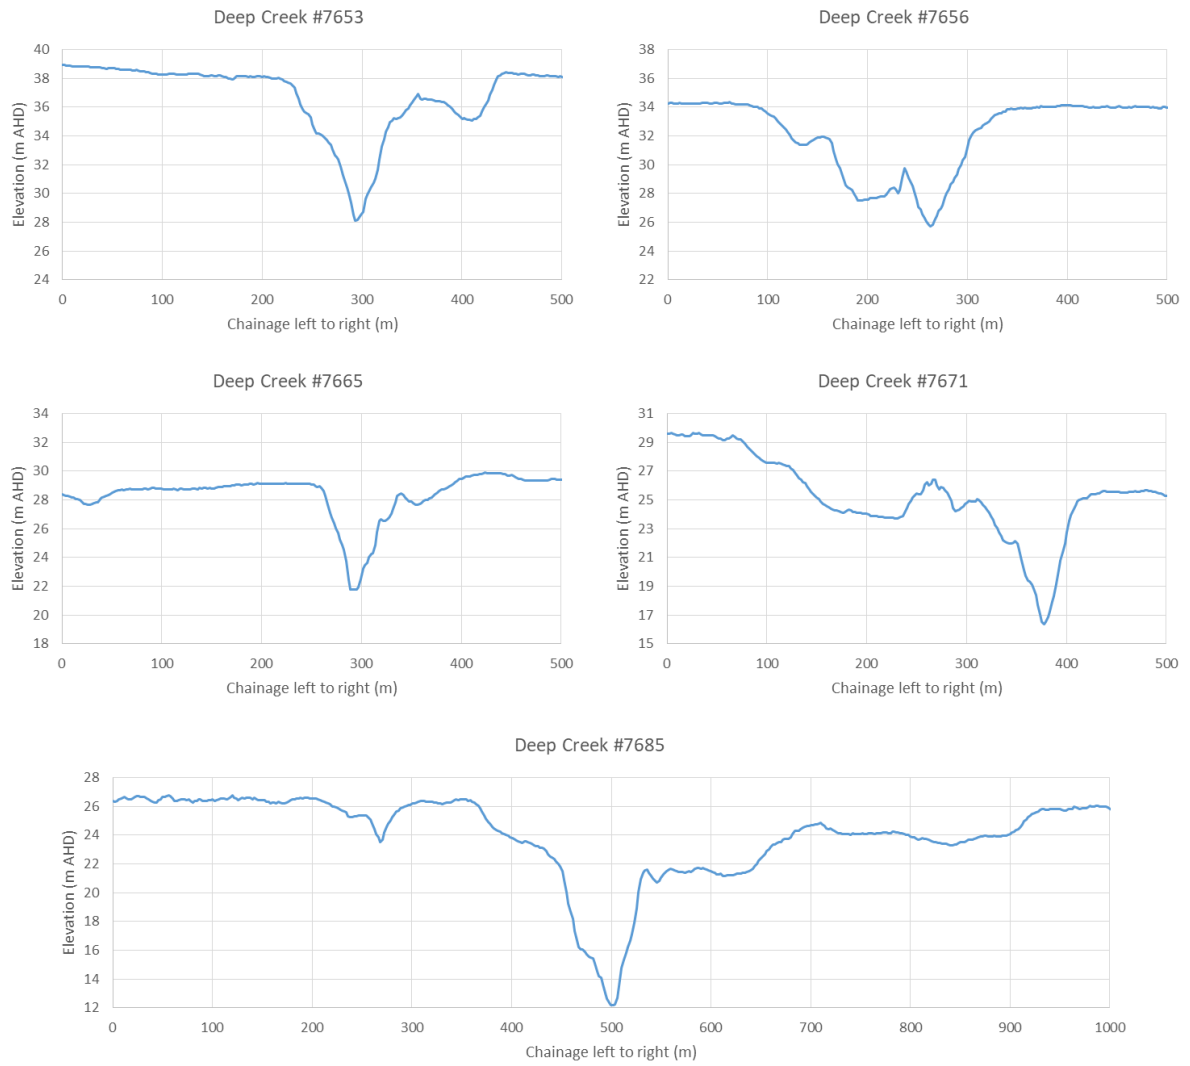 Deep Creek #7653
Deep Creek #7656
40
38
36
34
32
30
28
26
24
Elevation (m AHD)
0 100 200 300 400 500
Chainage left to right (m)
38
36
34
32
30
28
26
24
22
Elevation (m AHD)
0 100 200 300 400 500
Chainage left to right (m)
Deep Creek #7665
Deep Creek #7671
34
32
30
28
26
24
22
20
18
Elevation (m AHD)
0 100 200 300 400 500
Chainage left to right (m)
31
29
27
25
23
21
19
17
15
Elevation (m AHD)
0 100 200 300 400 500
Chainage left to right (m)
Deep Creek #7685
28
26
24
22
20
18
16
14
12
Elevation (m AHD)
0 100 200 300 400 500 600 700 800 900 1000
Chainage left to right (m)